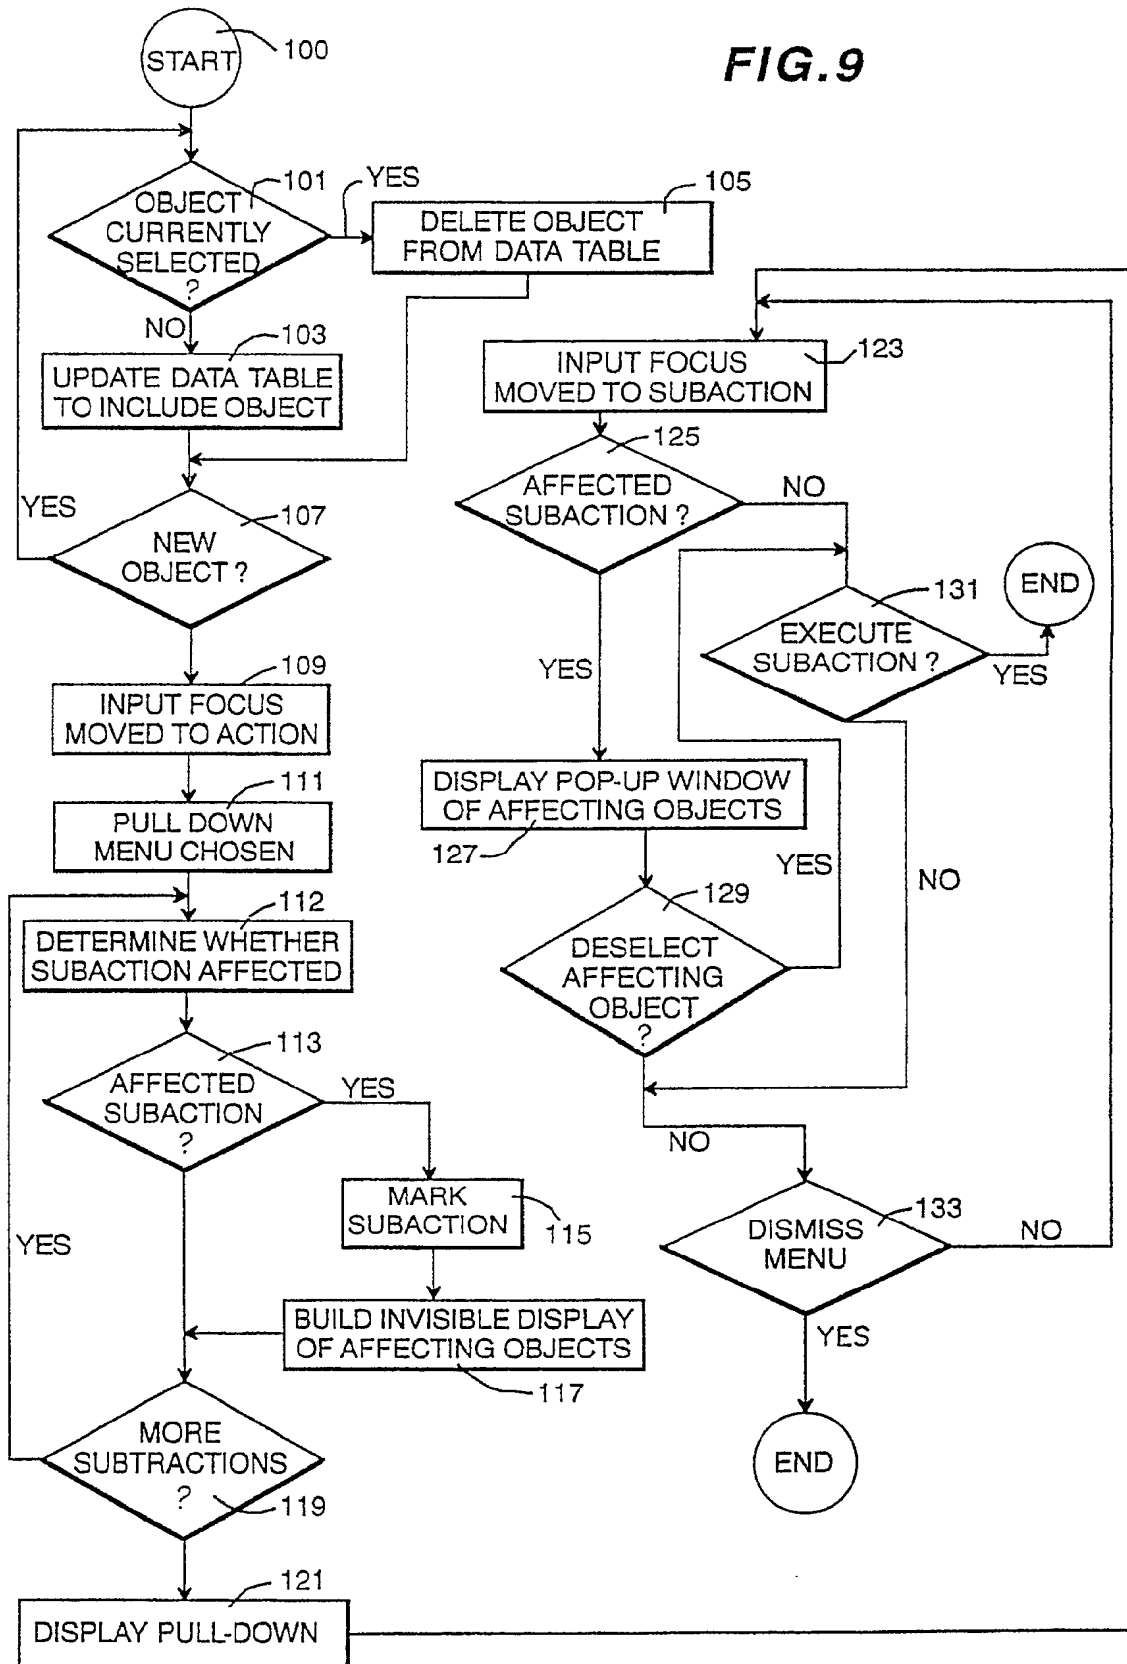 FIG.9
START
100
OBJECT
CURRENTLY
SELECTED
?
101
YES
NO
DELETE OBJECT
FROM DATA TABLE
105
UPDATE DATA TABLE
TO INCLUDE OBJECT
103
NEW
OBJECT ?
107
YES
INPUT FOCUS
MOVED TO ACTION
109
PULL DOWN
MENU CHOSEN
111
DETERMINE WHETHER
SUBACTION AFFECTED
112
AFFECTED
SUBACTION
?
113
YES
MARK
SUBACTION
115
BUILD INVISIBLE DISPLAY
OF AFFECTING OBJECTS
117
MORE
SUBTRACTIONS
?
119
YES
DISPLAY PULL-DOWN
121
INPUT FOCUS
MOVED TO SUBACTION
123
AFFECTED
SUBACTION ?
125
NO
YES
EXECUTE
SUBACTION ?
131
YES
END
NO
DISPLAY POP-UP WINDOW
OF AFFECTING OBJECTS
127
DESELECT
AFFECTING
OBJECT
?
129
YES
NO
DISMISS
MENU
133
NO
YES
END